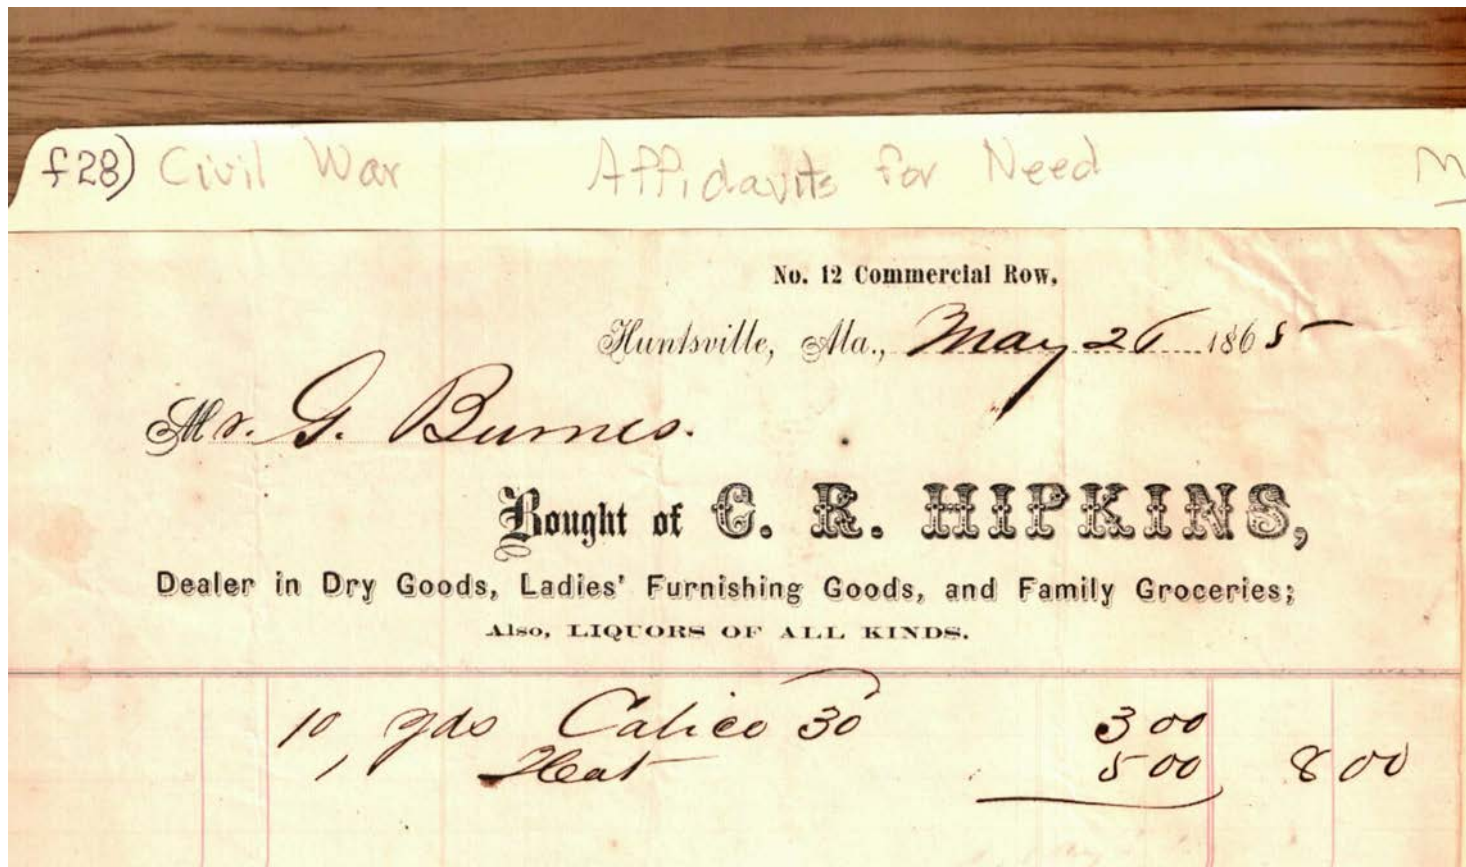 f28) Civil War Affidavits for Need M
No. 12 Commercial Row,
Huntsville, Ala., May 26 1865
Mr. G. Burnes.
Bought of C. R. HIPKINS,
Dealer in Dry Goods, Ladies' Furnishing Goods, and Family Groceries;
Also, LIQUORS OF ALL KINDS.
10 yds Calico 30 3 00
1 Heat 5 00 8 00